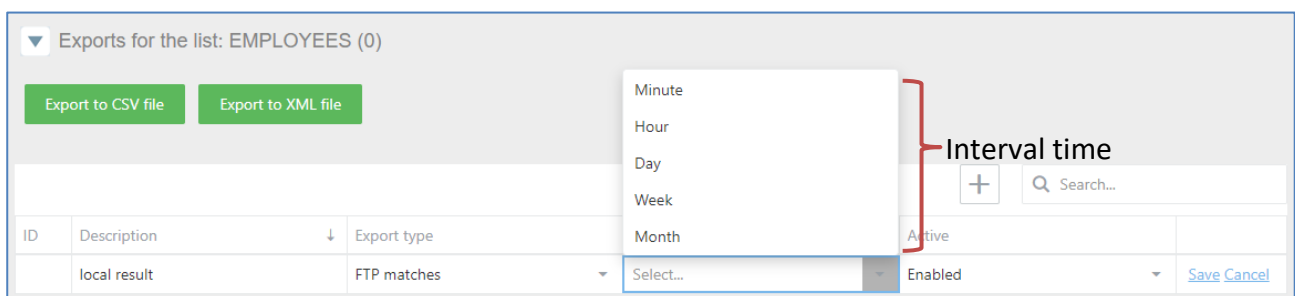 Exports for the list: EMPLOYEES (0)
Export to CSV file Export to XML file
Minute
Hour
Day
Week
Month
Interval time
Search...
ID Description ↓ Export type Active
local result FTP matches Select... Enabled Save Cancel